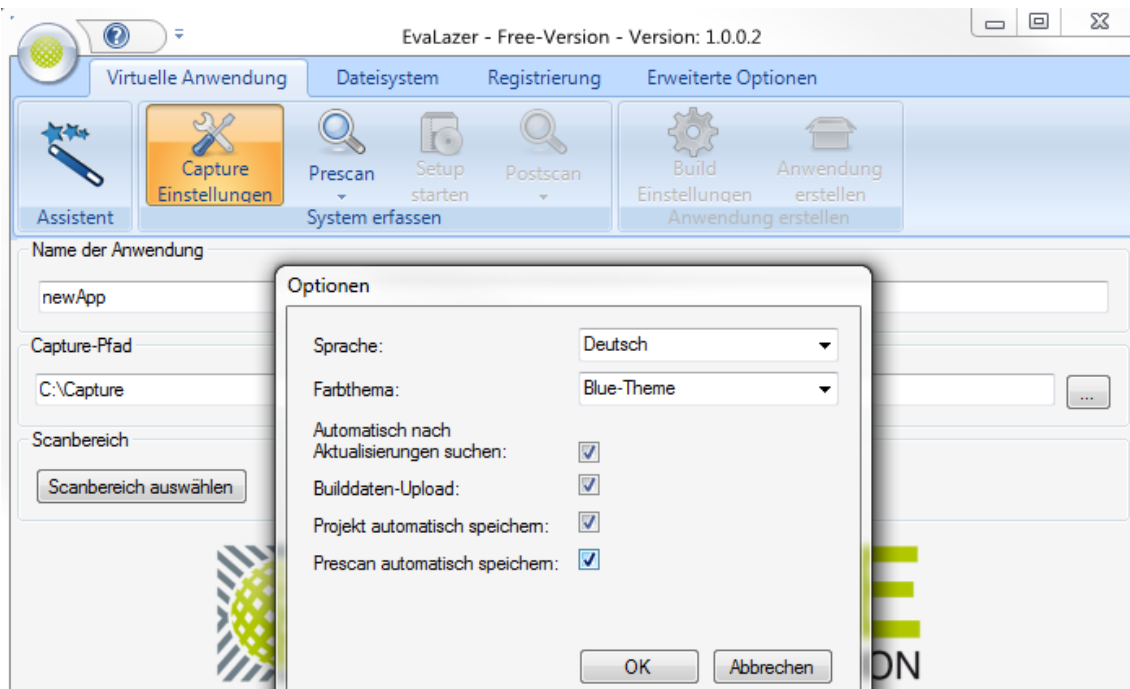 EvaLazer - Free-Version - Version: 1.0.0.2
Virtuelle Anwendung Dateisystem Registrierung Erweiterte Optionen
Capture Einstellungen
Prescan
Setup starten
Postscan
Build Einstellungen
Anwendung erstellen
Assistent System erfassen Anwendung erstellen
Name der Anwendung
newApp
Capture-Pfad
C:\Capture
...
Scanbereich
Scanbereich auswählen
Optionen
Sprache: Deutsch
Farbthema: Blue-Theme
Automatisch nach
Aktualisierungen suchen:
Builddaten-Upload:
Projekt automatisch speichern:
Prescan automatisch speichern:
OK Abbrechen
E
ON